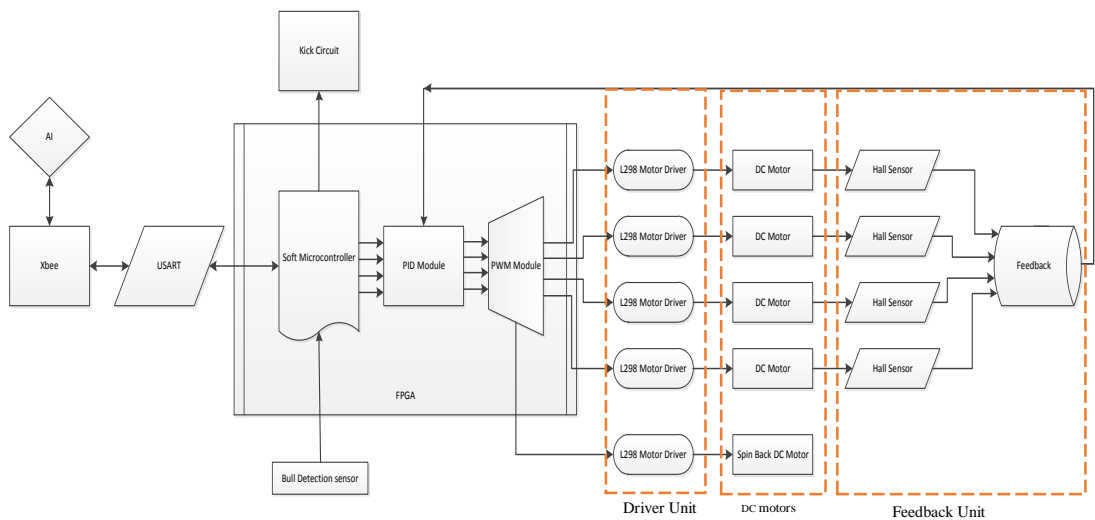 Kick Circuit
AI
Xbee
USART
Soft Microcontroller
PID Module
PWM Module
FPGA
Bull Detection sensor
L298 Motor Driver
DC Motor
Hall Sensor
L298 Motor Driver
DC Motor
Hall Sensor
Feedback
L298 Motor Driver
DC Motor
Hall Sensor
L298 Motor Driver
DC Motor
Hall Sensor
L298 Motor Driver
Spin Back DC Motor
Driver Unit
DC motors
Feedback Unit